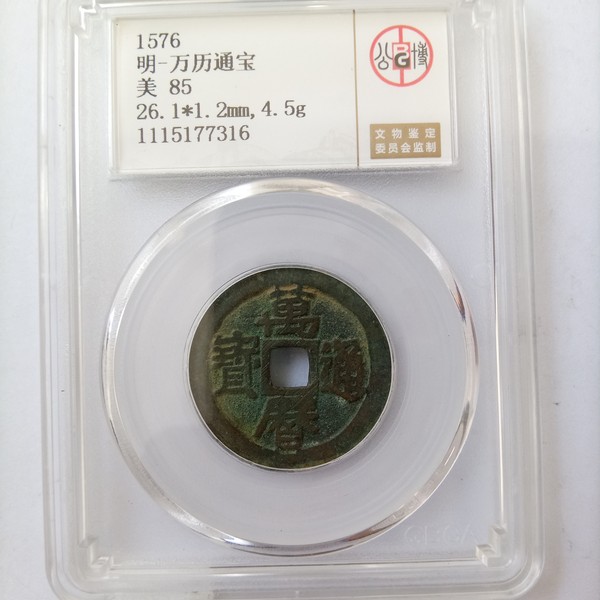 1576
明-万历通宝
美 85
26.1*1.2mm,4.5g
1115177316
公博
G
文物鉴定
委员会监制
萬曆通寶